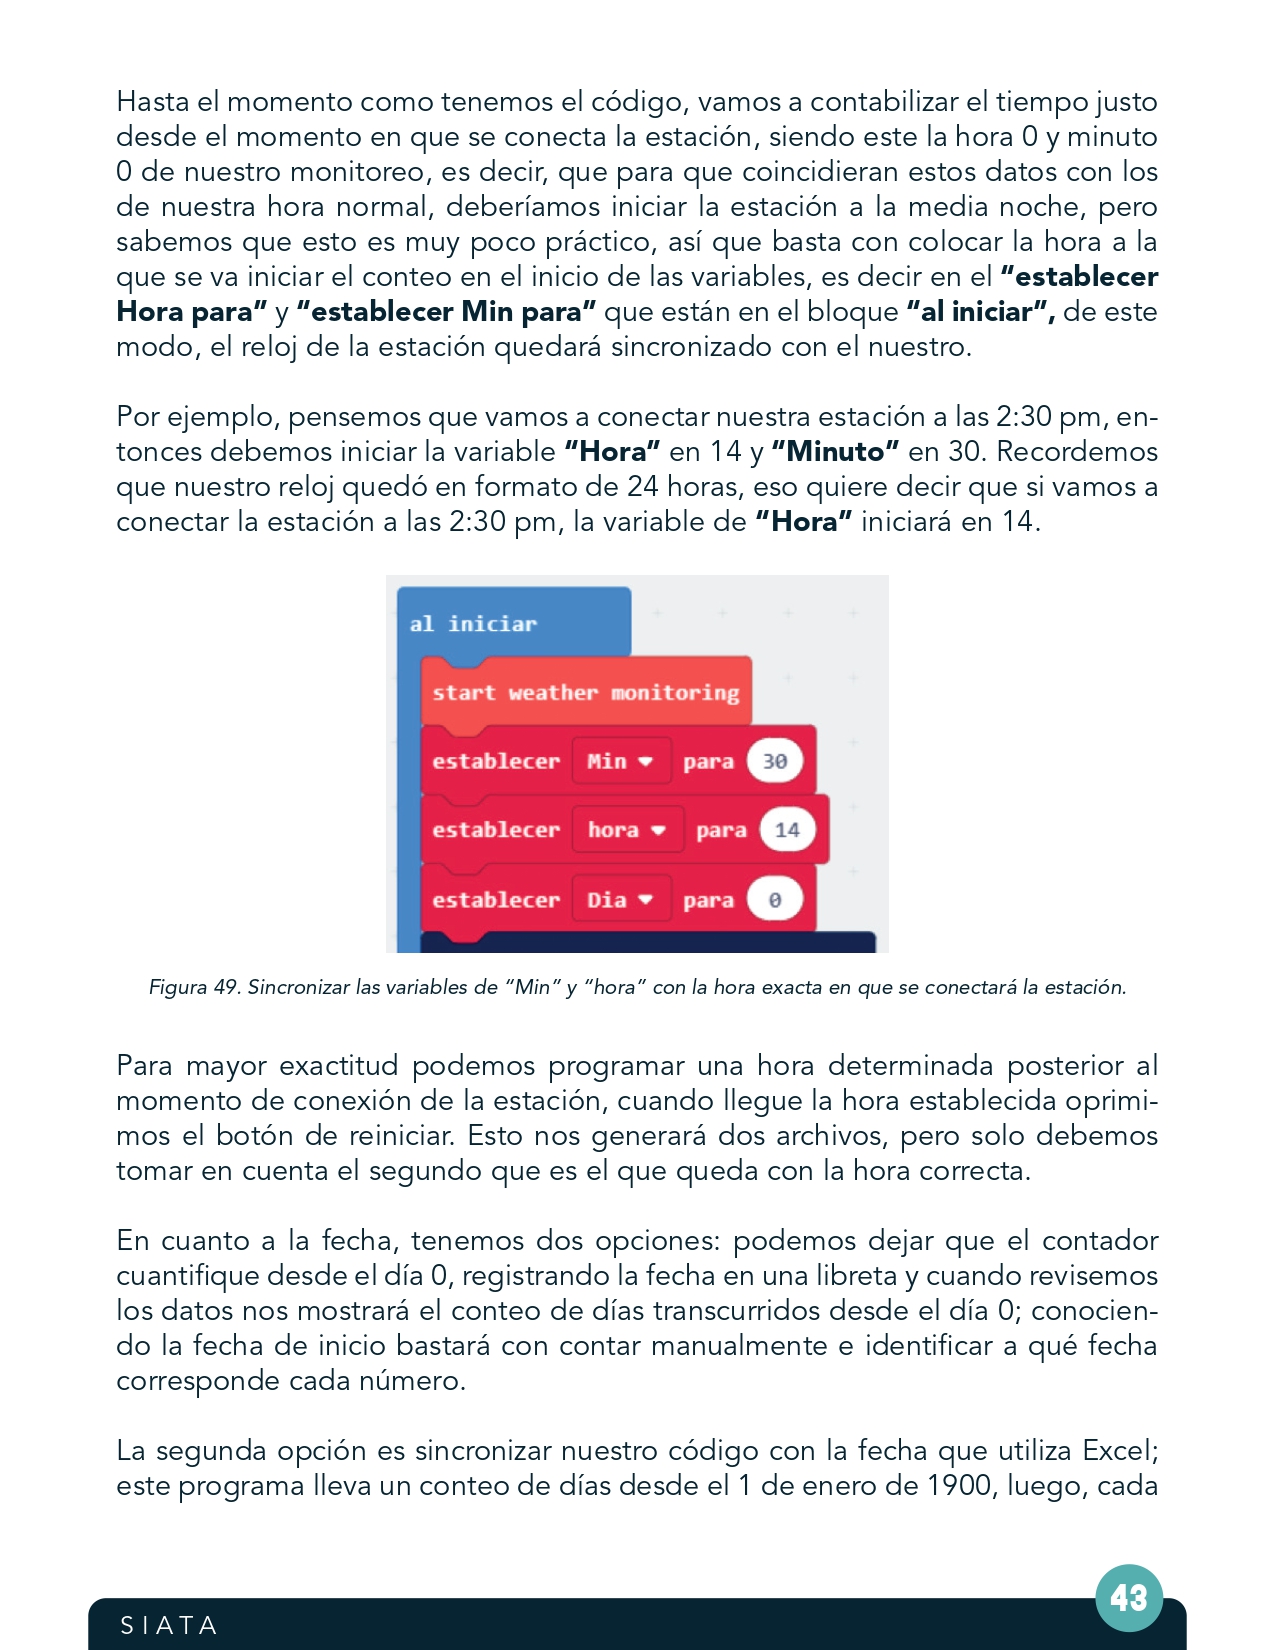 Hasta el momento como tenemos el código, vamos a contabilizar el tiempo justo
desde el momento en que se conecta la estación, siendo este la hora 0 y minuto
0 de nuestro monitoreo, es decir, que para que coincidieran estos datos con los
de nuestra hora normal, deberíamos iniciar la estación a la media noche, pero
sabemos que esto es muy poco práctico, así que basta con colocar la hora a la
que se va iniciar el conteo en el inicio de las variables, es decir en el “establecer
Hora para” y “establecer Min para” que están en el bloque “al iniciar”, de este
modo, el reloj de la estación quedará sincronizado con el nuestro.
Por ejemplo, pensemos que vamos a conectar nuestra estación a las 2:30 pm, en-
tonces debemos iniciar la variable “Hora” en 14 y “Minuto” en 30. Recordemos
que nuestro reloj quedó en formato de 24 horas, eso quiere decir que si vamos a
conectar la estación a las 2:30 pm, la variable de “Hora” iniciará en 14.
al iniciar
start weather monitoring
establecer Min para 30
establecer hora para 14
establecer Dia para 0
Figura 49. Sincronizar las variables de “Min” y “hora” con la hora exacta en que se conectará la estación.
Para mayor exactitud podemos programar una hora determinada posterior al
momento de conexión de la estación, cuando llegue la hora establecida oprimi-
mos el botón de reiniciar. Esto nos generará dos archivos, pero solo debemos
tomar en cuenta el segundo que es el que queda con la hora correcta.
En cuanto a la fecha, tenemos dos opciones: podemos dejar que el contador
cuantifique desde el día 0, registrando la fecha en una libreta y cuando revisemos
los datos nos mostrará el conteo de días transcurridos desde el día 0; conocien-
do la fecha de inicio bastará con contar manualmente e identificar a qué fecha
corresponde cada número.
La segunda opción es sincronizar nuestro código con la fecha que utiliza Excel;
este programa lleva un conteo de días desde el 1 de enero de 1900, luego, cada
43
SIATA